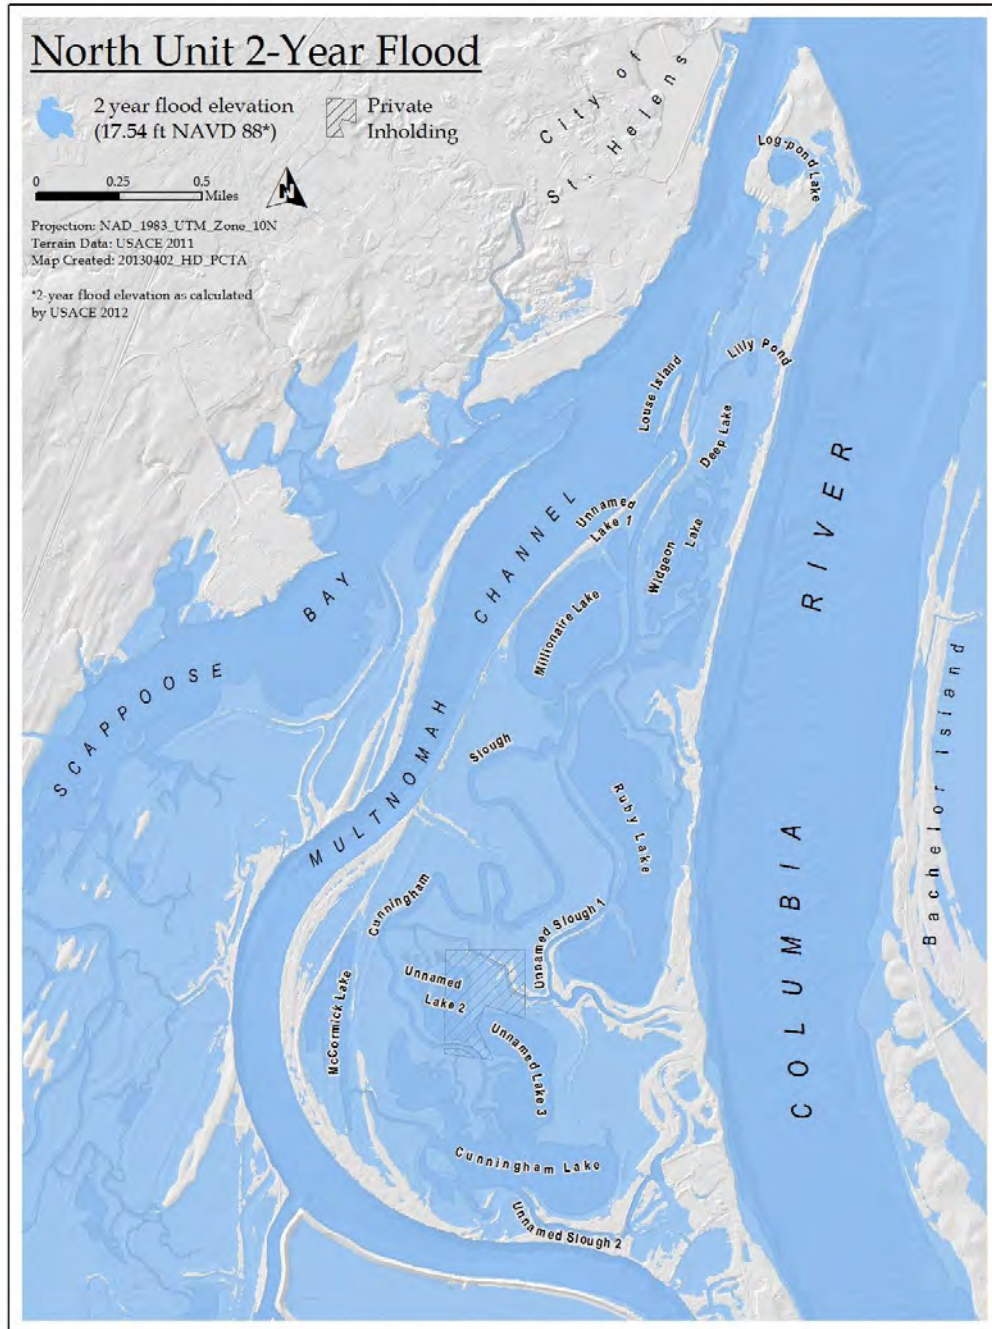 North Unit 2-Year Flood
2 year flood elevation
(17.54 ft NAVD 88*)
Private
Inholding
0 0.25 0.5
Miles
N
Projection: NAD_1983_UTM_Zone_10N
Terrain Data: USACE 2011
Map Created: 20130402_HD_PCTA
*2-year flood elevation as calculated
by USACE 2012
City of
St. Helens
Log-pond Lake
Lilly Pond
Louse Island
Deep Lake
Unnamed
Lake 1
Widgeon
Lake
Millionaire Lake
MULTNOMAH CHANNEL
SCAPPOOSE BAY
COLUMBIA RIVER
Bachelor Island
Slough
Ruby Lake
Cunningham
Unnamed Slough 1
Unnamed
Lake 2
McCormick Lake
Unnamed Lake 3
Cunningham Lake
Unnamed Slough 2